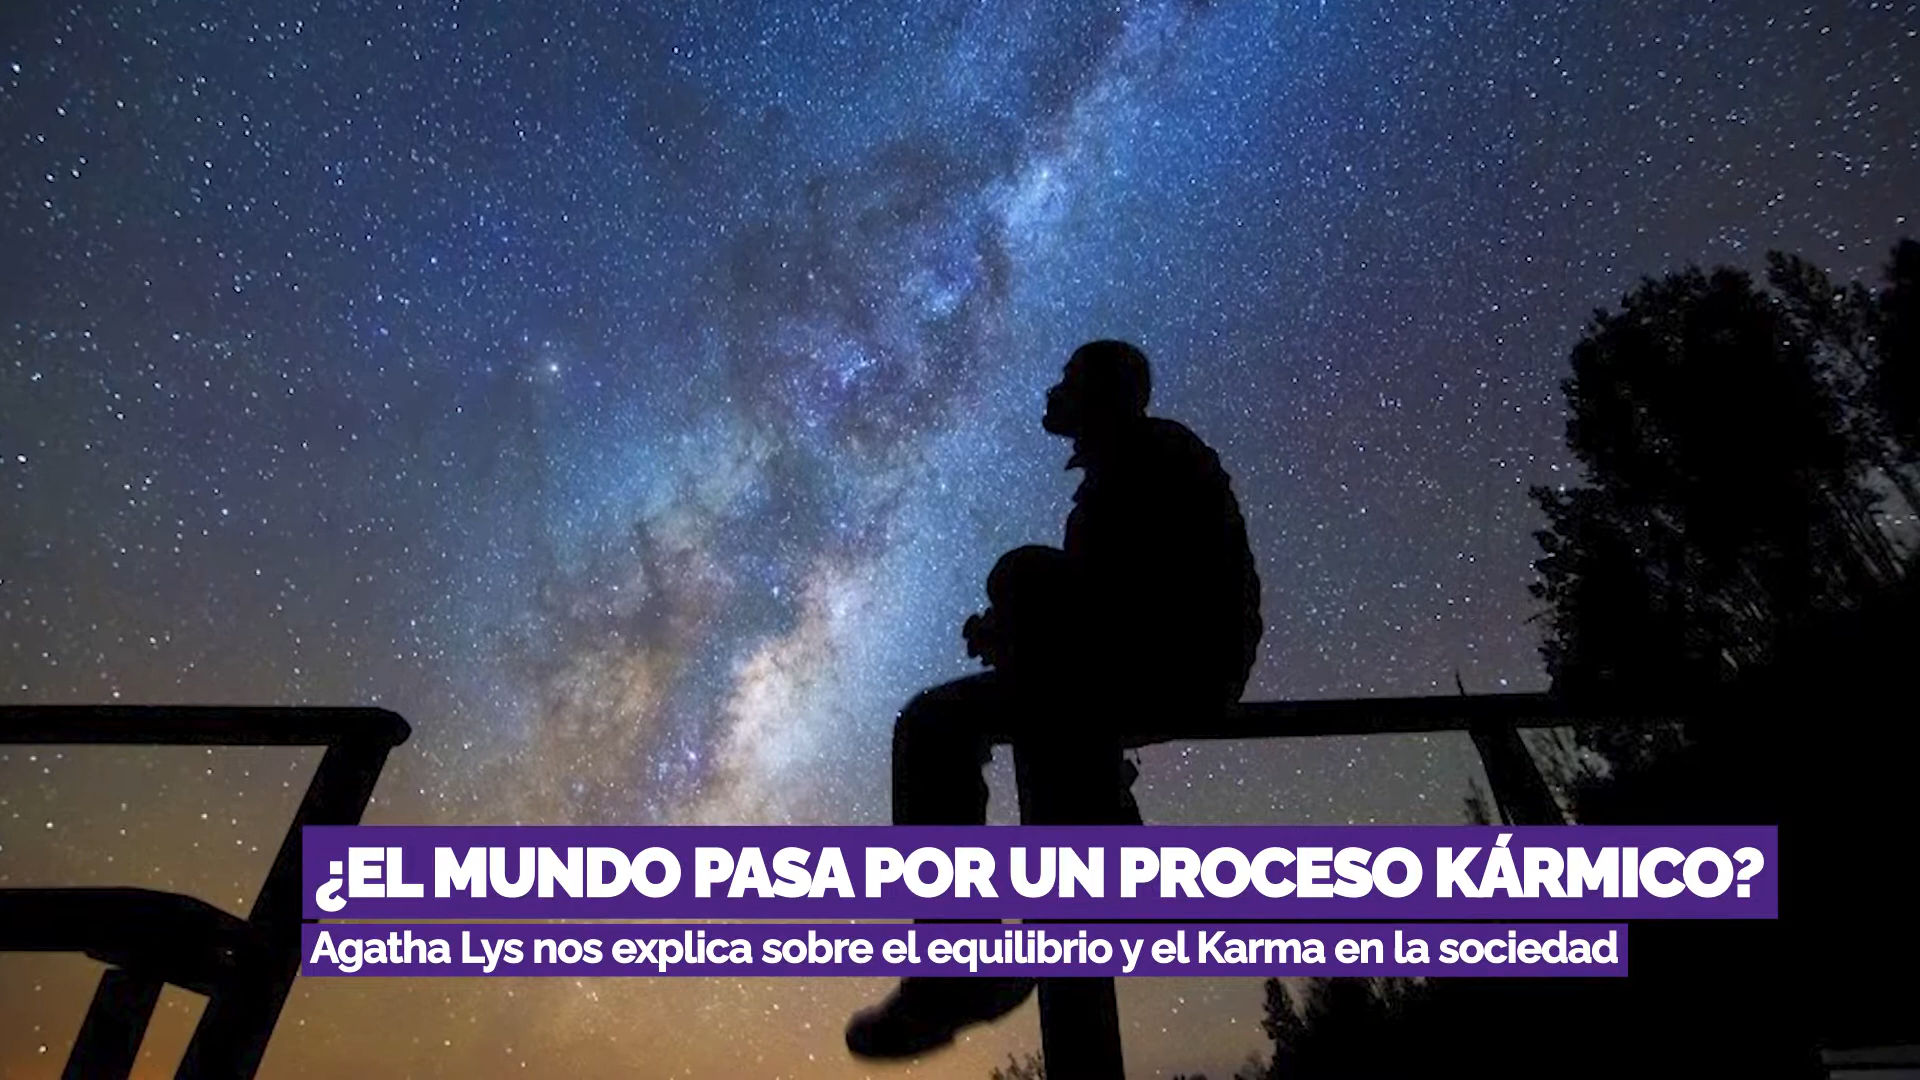 ¿EL MUNDO PASA POR UN PROCESO KÁRMICO?
Agatha Lys nos explica sobre el equilibrio y el Karma en la sociedad